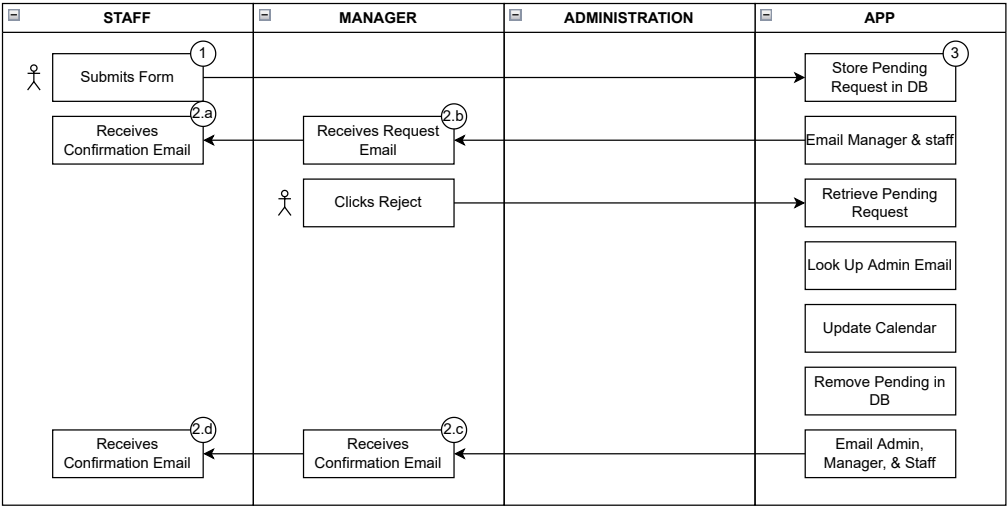 STAFF
MANAGER
ADMINISTRATION
APP
1
Submits Form
3
Store Pending
Request in DB
2.a
Receives
Confirmation Email
2.b
Receives Request
Email
Email Manager & staff
Clicks Reject
Retrieve Pending
Request
Look Up Admin Email
Update Calendar
Remove Pending in
DB
2.d
Receives
Confirmation Email
2.c
Receives
Confirmation Email
Email Admin,
Manager, & Staff